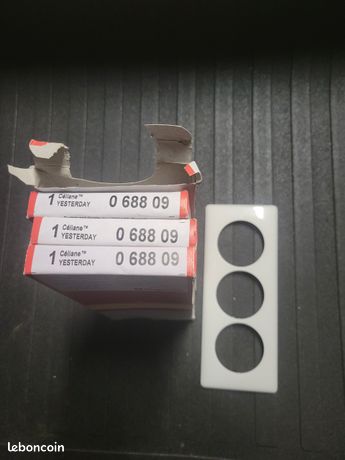 1 Céliane™ 0 688 09
YESTERDAY
1 Céliane™ 0 688 09
YESTERDAY
1 Céliane™ 0 688 09
YESTERDAY
leboncoin